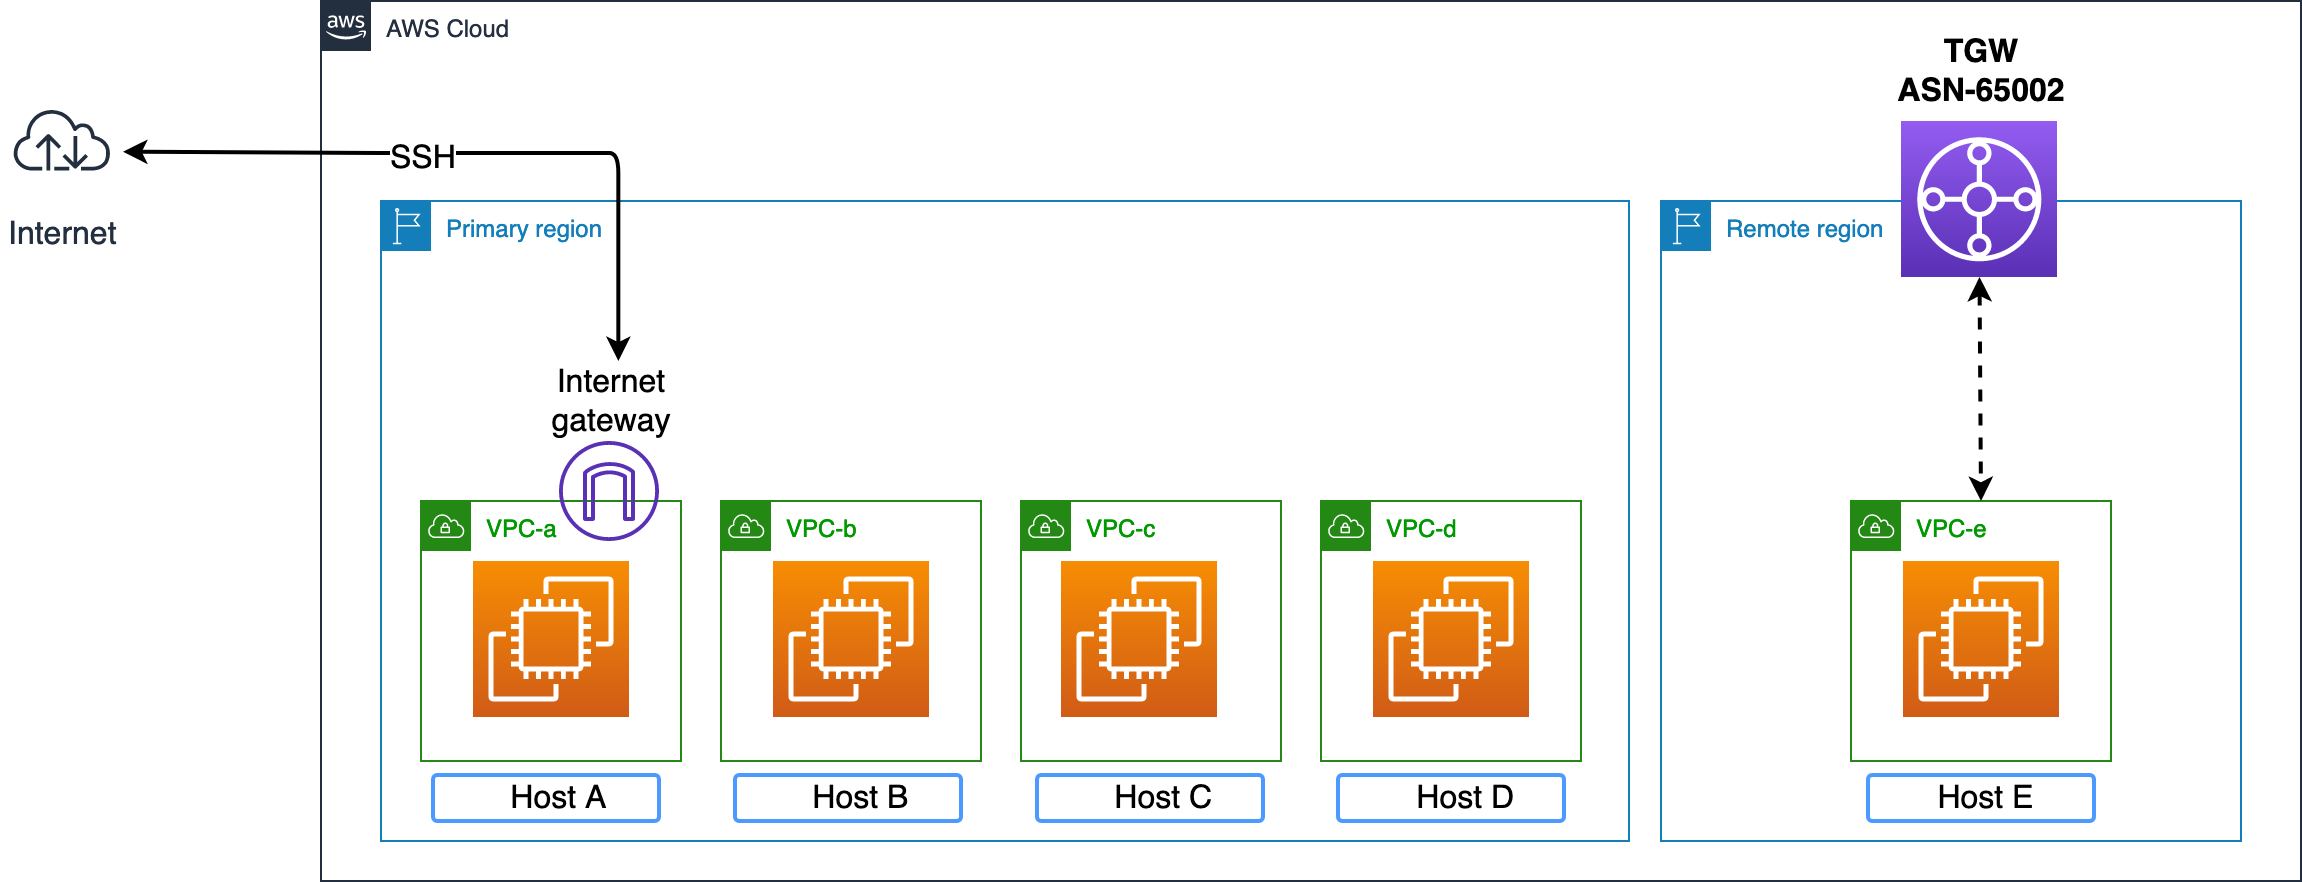 aws
AWS Cloud
TGW
ASN-65002
SSH
Internet
Primary region
Remote region
Internet
gateway
VPC-a
VPC-b
VPC-c
VPC-d
VPC-e
Host A
Host B
Host C
Host D
Host E